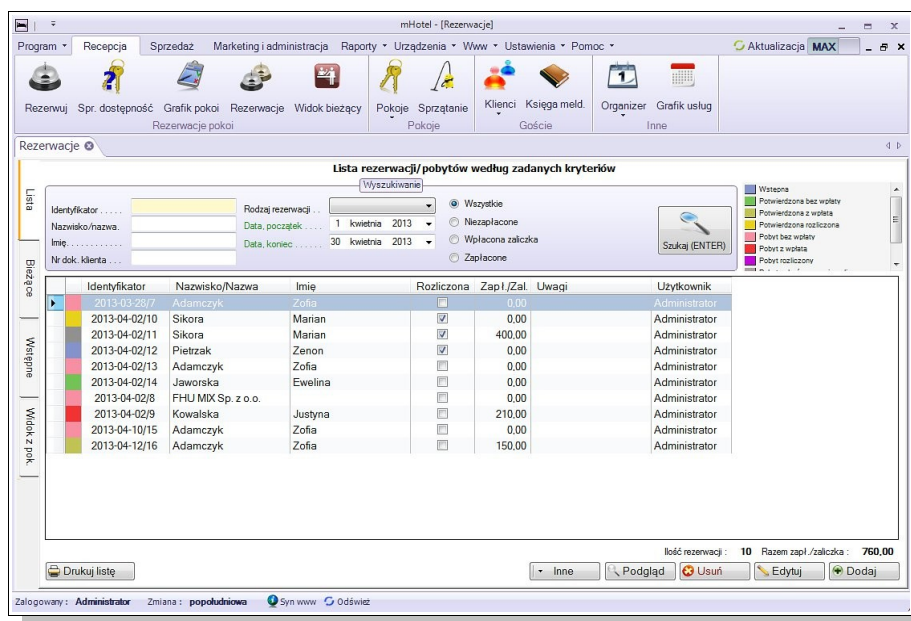 mHotel - [Rezerwacje]
Program Recepcja Sprzedaż Marketing i administracja Raporty Urządzenia Www Ustawienia Pomoc Aktualizacja MAX
Rezerwuj Spr. dostępność Grafik pokoi Rezerwacje Widok bieżący Pokoje Sprzątanie Klienci Księga meld. Organizer Grafik usług
Rezerwacje pokoi Pokoje Goście Inne
Rezerwacje
Lista rezerwacji/pobytów według zadanych kryteriów
Wyszukiwanie
Identyfikator . . . . . Rodzaj rezerwacji . . Wszystkie
Nazwisko/nazwa. Data, początek . . . . 1 kwietnia 2013 Niezapłacone
Imię. . . . . . . . . . . . Data, koniec . . . . . . 30 kwietnia 2013 Wpłacona zaliczka
Nr dok. klienta . . . Zapłacone
Szukaj (ENTER)
Wstępna
Potwierdzona bez wpłaty
Potwierdzona z wpłatą
Potwierdzona rozliczona
Pobyt bez wpłaty
Pobyt z wpłatą
Pobyt rozliczony
Lista
Bieżące
Wstępne
Widok z pok.
Identyfikator Nazwisko/Nazwa Imię Rozliczona Zapł./Zal. Uwagi Użytkownik
2013-03-28/7 Adamczyk Zofia 0,00 Administrator
2013-04-02/10 Sikora Marian 0,00 Administrator
2013-04-02/11 Sikora Marian 400,00 Administrator
2013-04-02/12 Pietrzak Zenon 0,00 Administrator
2013-04-02/13 Adamczyk Zofia 0,00 Administrator
2013-04-02/14 Jaworska Ewelina 0,00 Administrator
2013-04-02/8 FHU MIX Sp. z o.o. 0,00 Administrator
2013-04-02/9 Kowalska Justyna 210,00 Administrator
2013-04-10/15 Adamczyk Zofia 0,00 Administrator
2013-04-12/16 Adamczyk Zofia 150,00 Administrator
Ilość rezerwacji : 10 Razem zapł./zaliczka : 760,00
Drukuj listę Inne Podgląd Usuń Edytuj Dodaj
Zalogowany : Administrator Zmiana : popołudniowa Syn www Odśwież